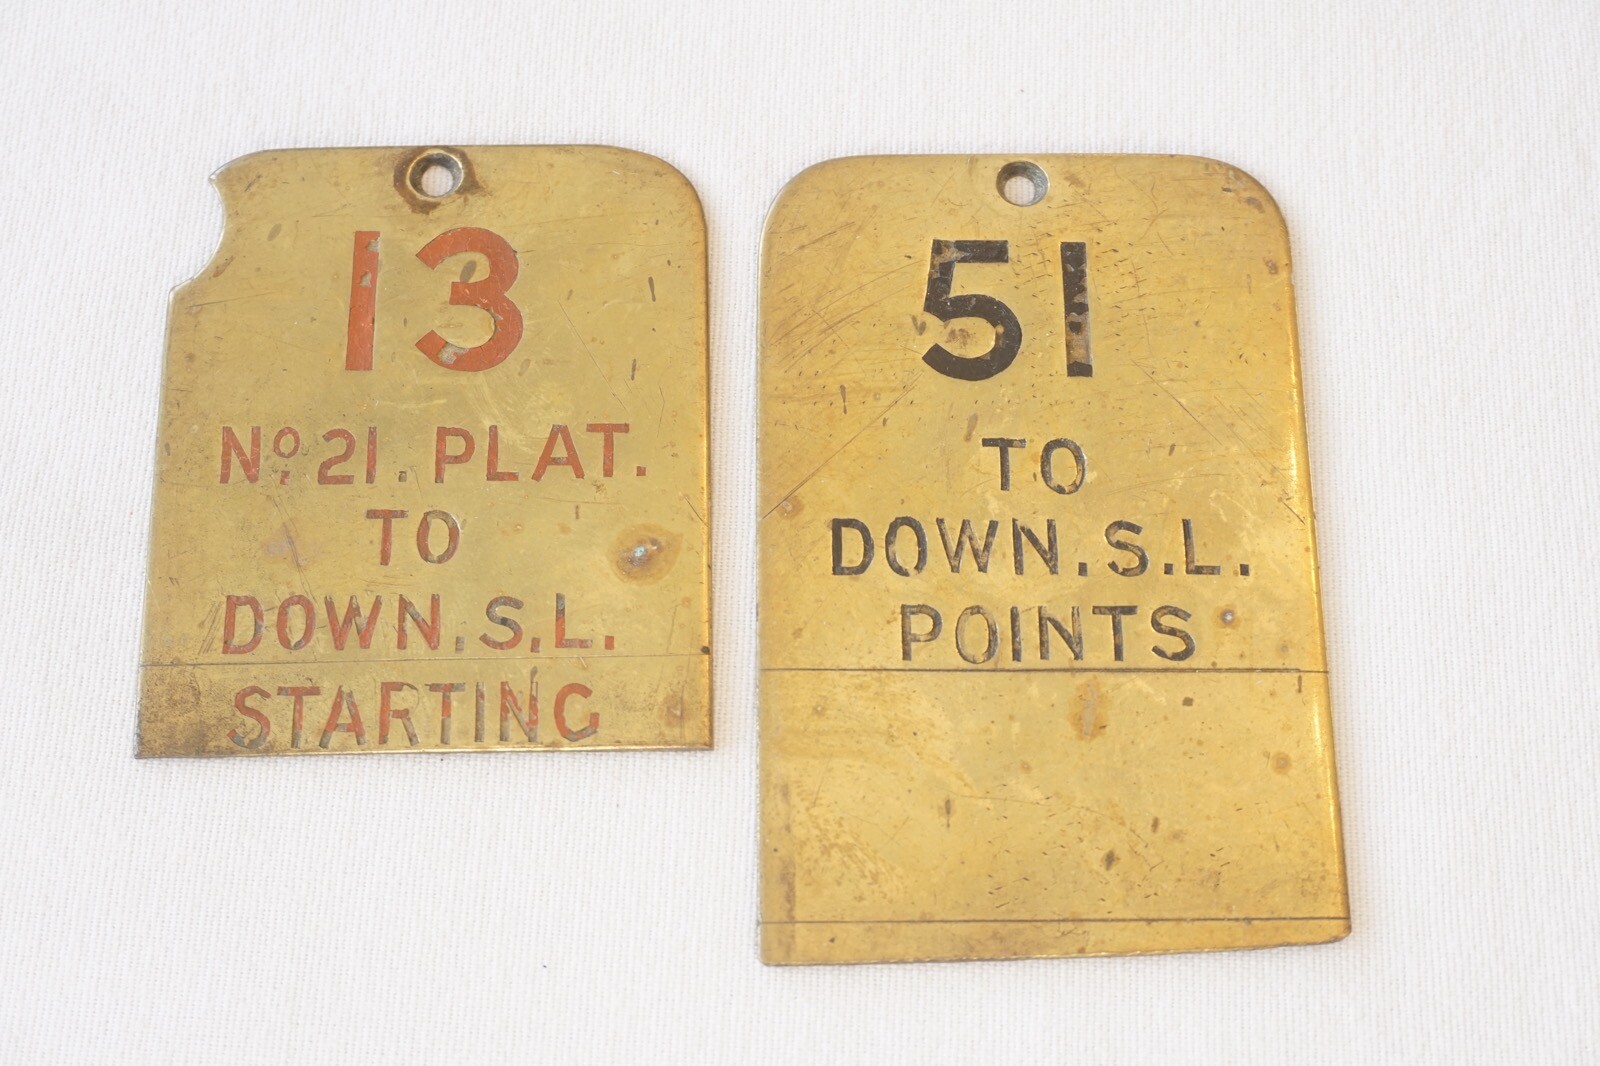 13
No. 21. PLAT.
TO
DOWN. S. L.
STARTING
51
TO
DOWN. S. L.
POINTS